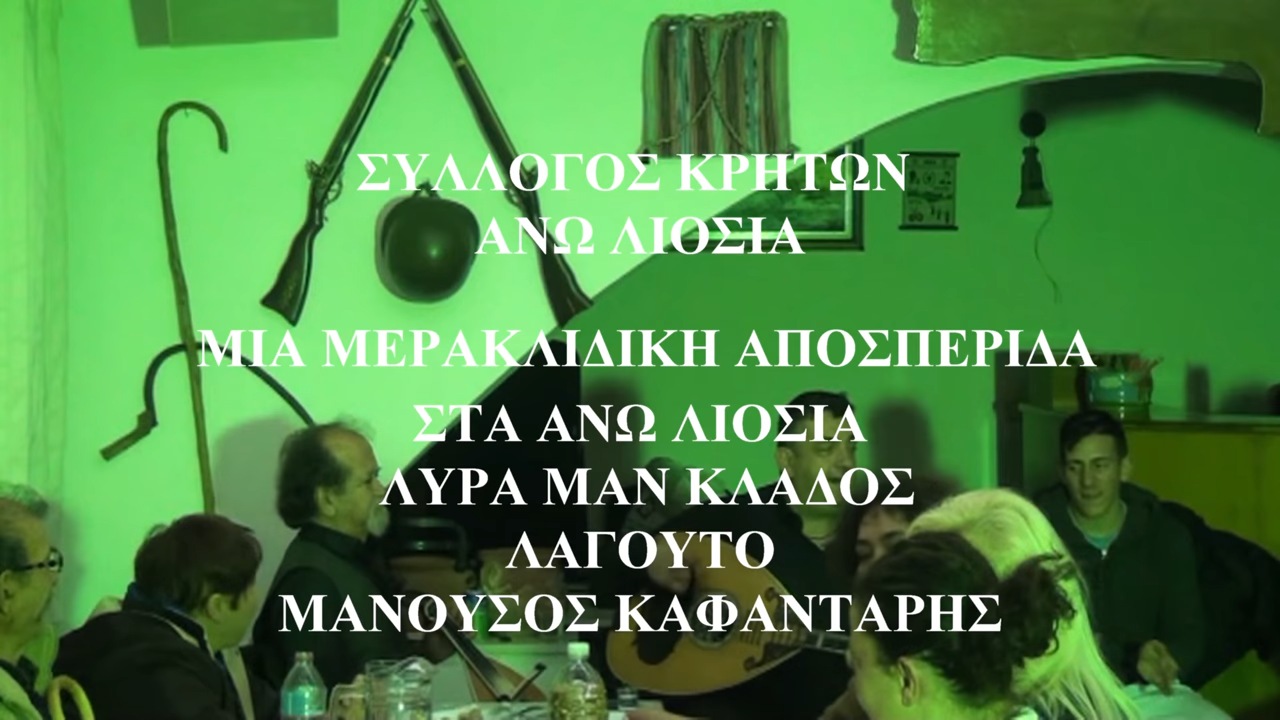 ΣΥΛΛΟΓΟΣ ΚΡΗΤΩΝ
ΑΝΩ ΛΙΟΣΙΑ
ΜΙΑ ΜΕΡΑΚΛΙΔΙΚΗ ΑΠΟΣΠΕΡΙΔΑ
ΣΤΑ ΑΝΩ ΛΙΟΣΙΑ
ΛΥΡΑ ΜΑΝ ΚΛΑΔΟΣ
ΛΑΓΟΥΤΟ
ΜΑΝΟΥΣΟΣ ΚΑΦΑΝΤΑΡΗΣ